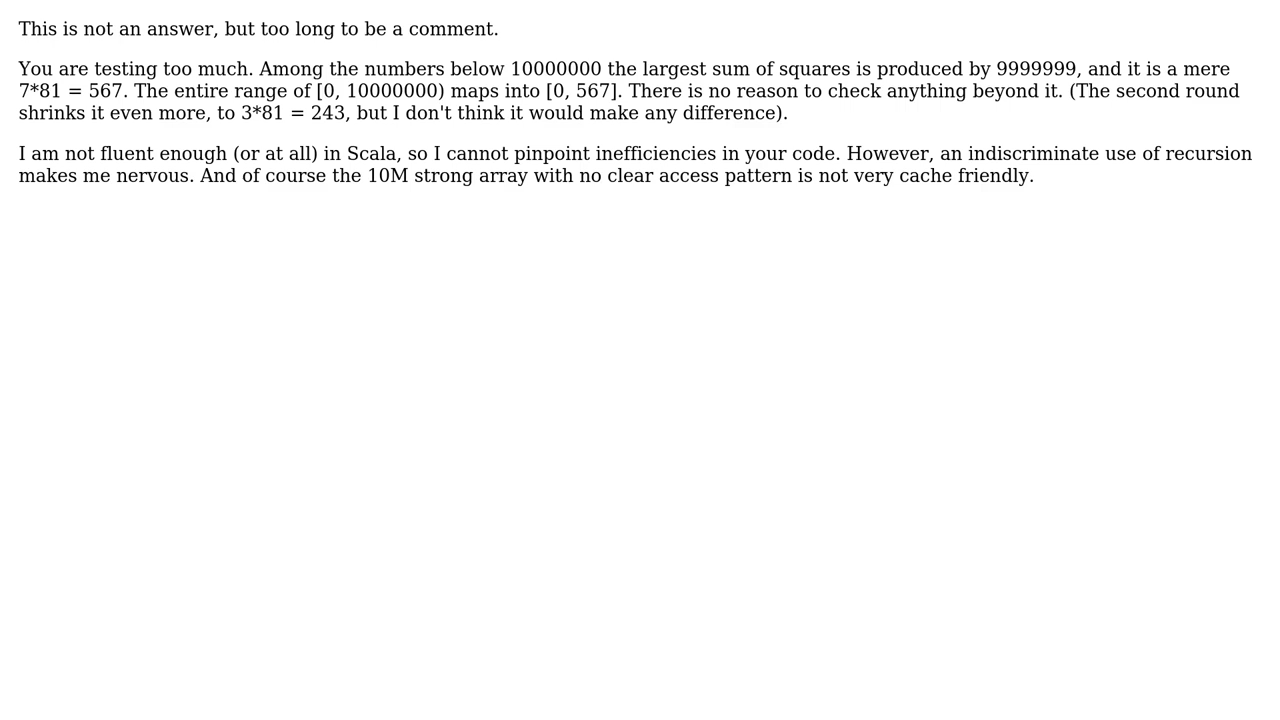 This is not an answer, but too long to be a comment.
You are testing too much. Among the numbers below 10000000 the largest sum of squares is produced by 9999999, and it is a mere
7*81 = 567. The entire range of [0, 10000000) maps into [0, 567]. There is no reason to check anything beyond it. (The second round
shrinks it even more, to 3*81 = 243, but I don't think it would make any difference).
I am not fluent enough (or at all) in Scala, so I cannot pinpoint inefficiencies in your code. However, an indiscriminate use of recursion
makes me nervous. And of course the 10M strong array with no clear access pattern is not very cache friendly.